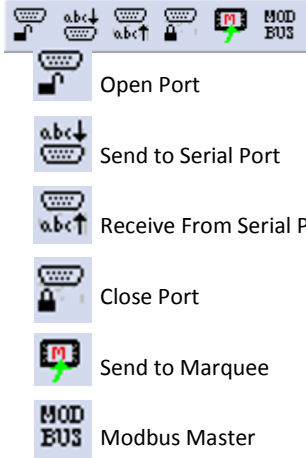 abc abc M MOD
BUS
Open Port
abc
Send to Serial Port
abc
Receive From Serial P
Close Port
M
Send to Marquee
MOD
BUS
Modbus Master